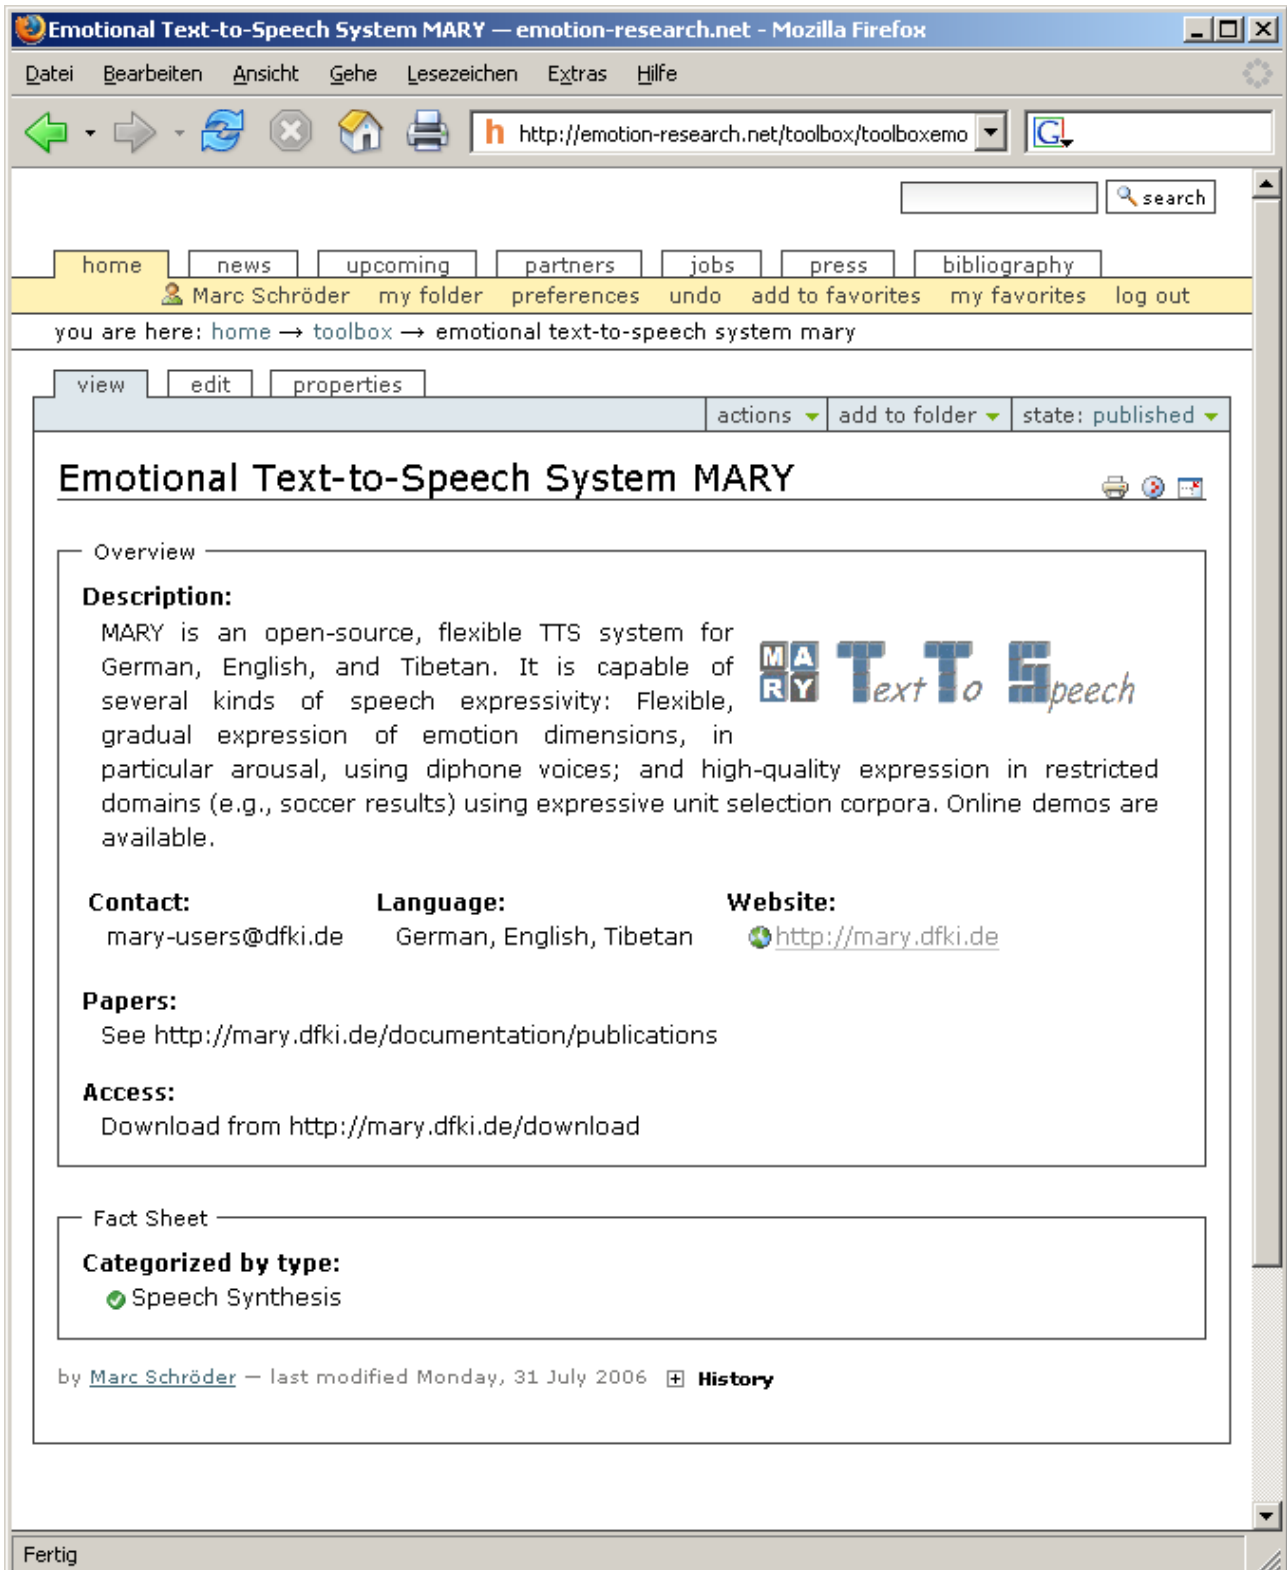 Emotional Text-to-Speech System MARY — emotion-research.net - Mozilla Firefox
Datei Bearbeiten Ansicht Gehe Lesezeichen Extras Hilfe
http://emotion-research.net/toolbox/toolboxemo
search
home news upcoming partners jobs press bibliography
Marc Schröder my folder preferences undo add to favorites my favorites log out
you are here: home → toolbox → emotional text-to-speech system mary
view edit properties
actions add to folder state: published
Emotional Text-to-Speech System MARY
Overview
Description:
MARY is an open-source, flexible TTS system for
German, English, and Tibetan. It is capable of
several kinds of speech expressivity: Flexible,
gradual expression of emotion dimensions, in
particular arousal, using diphone voices; and high-quality expression in restricted
domains (e.g., soccer results) using expressive unit selection corpora. Online demos are
available.
MARY Text To Speech
Contact: Language: Website:
mary-users@dfki.de German, English, Tibetan http://mary.dfki.de
Papers:
See http://mary.dfki.de/documentation/publications
Access:
Download from http://mary.dfki.de/download
Fact Sheet
Categorized by type:
Speech Synthesis
by Marc Schröder — last modified Monday, 31 July 2006 History
Fertig